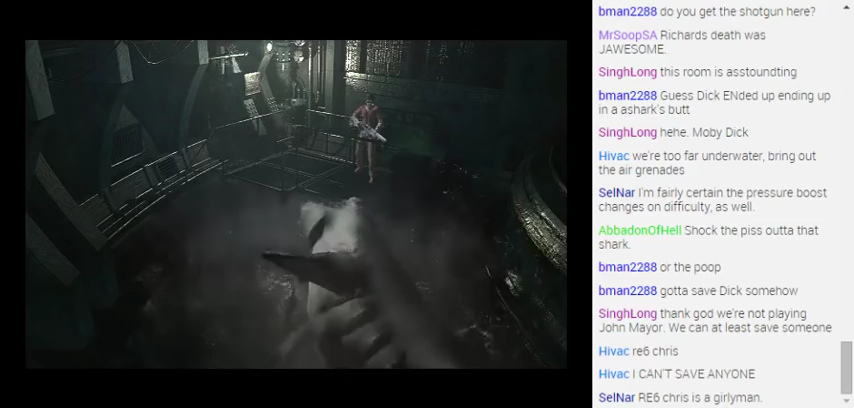 bman2288 do you get the shotgun here?
MrSoopSA Richards death was
JAWESOME.
SinghLong this room is asstoundting
bman2288 Guess Dick ENded up ending up
in a ashark's butt
SinghLong hehe. Moby Dick
Hivac we're too far underwater, bring out
the air grenades
SelNar I'm fairly certain the pressure boost
changes on difficulty, as well.
AbbadonOfHell Shock the piss outta that
shark.
bman2288 or the poop
bman2288 gotta save Dick somehow
SinghLong thank god we're not playing
John Mayor. We can at least save someone
Hivac re6 chris
Hivac I CAN'T SAVE ANYONE
SelNar RE6 chris is a girlyman.